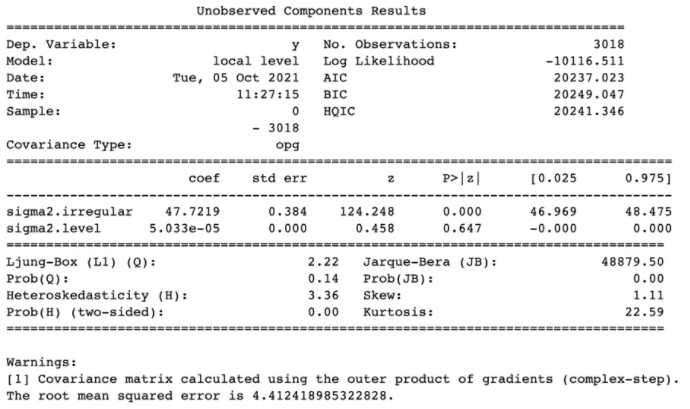 Unobserved Components Results
==============================================================================
Dep. Variable: y No. Observations: 3018
Model: local level Log Likelihood -10116.511
Date: Tue, 05 Oct 2021 AIC 20237.023
Time: 11:27:15 BIC 20249.047
Sample: 0 HQIC 20241.346
- 3018
Covariance Type: opg
====================================================================================
coef std err z P>|z| [0.025 0.975]
------------------------------------------------------------------------------------
sigma2.irregular 47.7219 0.384 124.248 0.000 46.969 48.475
sigma2.level 5.033e-05 0.000 0.458 0.647 -0.000 0.000
===================================================================================
Ljung-Box (L1) (Q): 2.22 Jarque-Bera (JB): 48879.50
Prob(Q): 0.14 Prob(JB): 0.00
Heteroskedasticity (H): 3.36 Skew: 1.11
Prob(H) (two-sided): 0.00 Kurtosis: 22.59
===================================================================================
Warnings:
[1] Covariance matrix calculated using the outer product of gradients (complex-step).
The root mean squared error is 4.412418985322828.